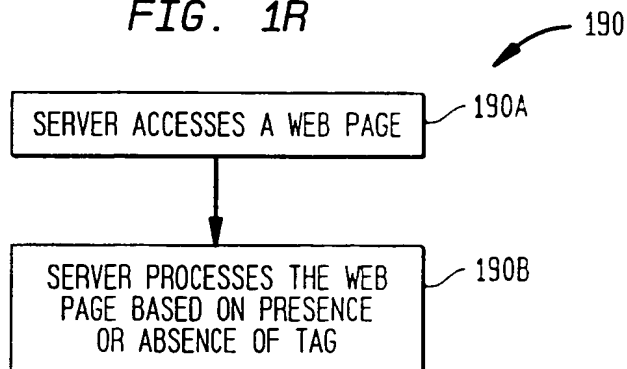 FIG. 1R
190
SERVER ACCESSES A WEB PAGE
190A
SERVER PROCESSES THE WEB
PAGE BASED ON PRESENCE
OR ABSENCE OF TAG
190B